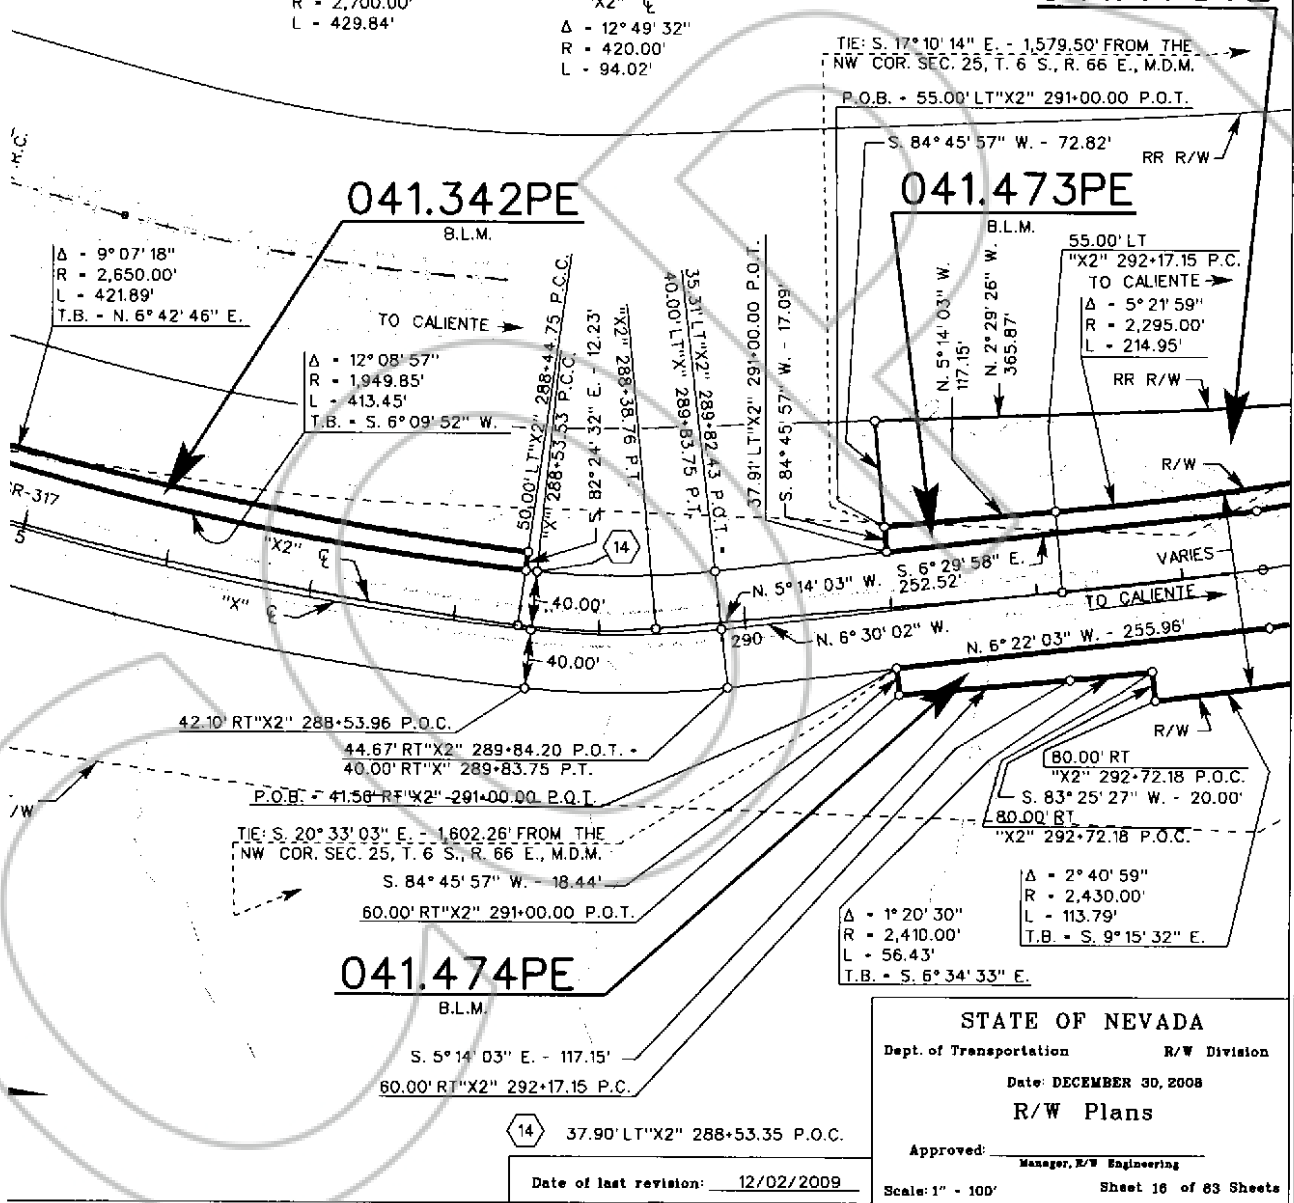 R = 2,700.00'
L - 429.84'
"X2" ℄
Δ - 12° 49' 32"
R - 420.00'
L - 94.02'
TIE: S. 17° 10' 14" E. - 1,579.50' FROM THE
NW COR. SEC. 25, T. 6 S., R. 66 E., M.D.M.
P.O.B. - 55.00' LT"X2" 291+00.00 P.O.T.
S. 84° 45' 57" W. - 72.82'
RR R/W
041.342PE
B.L.M.
041.473PE
B.L.M.
Δ - 9° 07' 18"
R - 2,650.00'
L - 421.89'
T.B. - N. 6° 42' 46" E.
TO CALIENTE
Δ - 12° 08' 57"
R - 1,949.85'
L - 413.45'
T.B. - S. 6° 09' 52" W.
50.00' LT"X2" 288+44.75 P.C.C.
"X" 288+53.53 P.C.C.
S. 82° 24' 32" E. - 12.23'
"X2" 288+38.76 P.T.
40.00' LT"X" 289+83.75 P.T.
35.31' LT"X2" 289+82.43 P.O.T. -
37.91' LT"X2" 291+00.00 P.O.T.
S. 84° 45' 57" W. - 17.09'
N. 5° 14' 03" W.
117.15'
N. 2° 29' 26" W.
365.87'
55.00' LT
"X2" 292+17.15 P.C.
TO CALIENTE
Δ - 5° 21' 59"
R - 2,295.00'
L - 214.95'
RR R/W
R/W
SR-317
5
"X2" ℄
"X" ℄
14
40.00'
40.00'
290
N. 5° 14' 03" W.
S. 6° 29' 58" E.
252.52'
N. 6° 30' 02" W.
VARIES
TO CALIENTE
N. 6° 22' 03" W. - 255.96'
R/W
42.10' RT"X2" 288+53.96 P.O.C.
44.67' RT"X2" 289+84.20 P.O.T. -
40.00' RT"X" 289+83.75 P.T.
P.O.B. - 41.56' RT"X2" 291+00.00 P.O.T.
TIE: S. 20° 33' 03" E. - 1,602.26' FROM THE
NW COR. SEC. 25, T. 6 S., R. 66 E., M.D.M.
S. 84° 45' 57" W. - 18.44'
60.00' RT"X2" 291+00.00 P.O.T.
80.00' RT
"X2" 292+72.18 P.O.C.
S. 83° 25' 27" W. - 20.00'
80.00' RT
"X2" 292+72.18 P.O.C.
Δ - 2° 40' 59"
R - 2,430.00'
L - 113.79'
T.B. - S. 9° 15' 32" E.
Δ - 1° 20' 30"
R - 2,410.00'
L - 56.43'
T.B. - S. 6° 34' 33" E.
041.474PE
B.L.M.
S. 5° 14' 03" E. - 117.15'
60.00' RT"X2" 292+17.15 P.C.
14 37.90' LT"X2" 288+53.35 P.O.C.
Date of last revision: 12/02/2009
STATE OF NEVADA
Dept. of Transportation R/W Division
Date: DECEMBER 30, 2008
R/W Plans
Approved:
Manager, R/W Engineering
Scale: 1" - 100' Sheet 16 of 63 Sheets